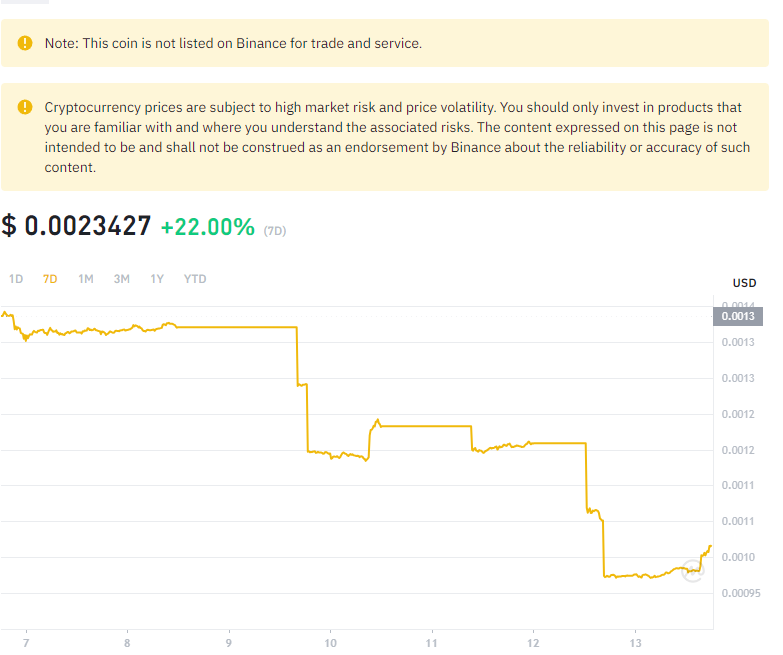 Note: This coin is not listed on Binance for trade and service.
Cryptocurrency prices are subject to high market risk and price volatility. You should only invest in products that
you are familiar with and where you understand the associated risks. The content expressed on this page is not
intended to be and shall not be construed as an endorsement by Binance about the reliability or accuracy of such
content.
$ 0.0023427 +22.00% (7D)
1D 7D 1M 3M 1Y YTD
USD
0.0014
0.0013
0.0013
0.0013
0.0012
0.0012
0.0011
0.0011
0.0010
0.00095
7 8 9 10 11 12 13